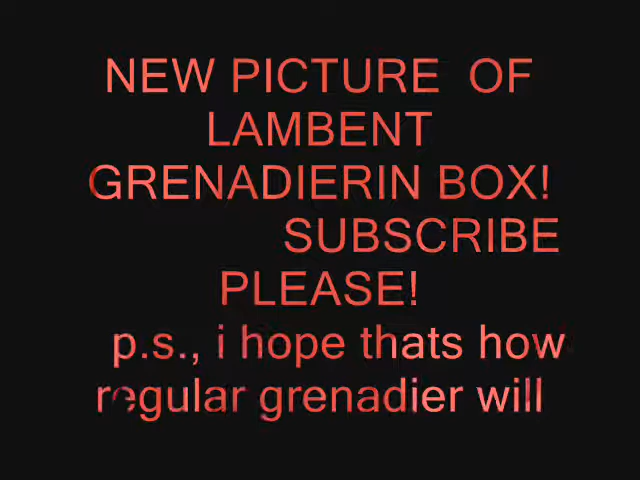 NEW PICTURE  OF
LAMBENT
GRENADIERIN BOX!
SUBSCRIBE
PLEASE!
p.s., i hope thats how
regular grenadier will